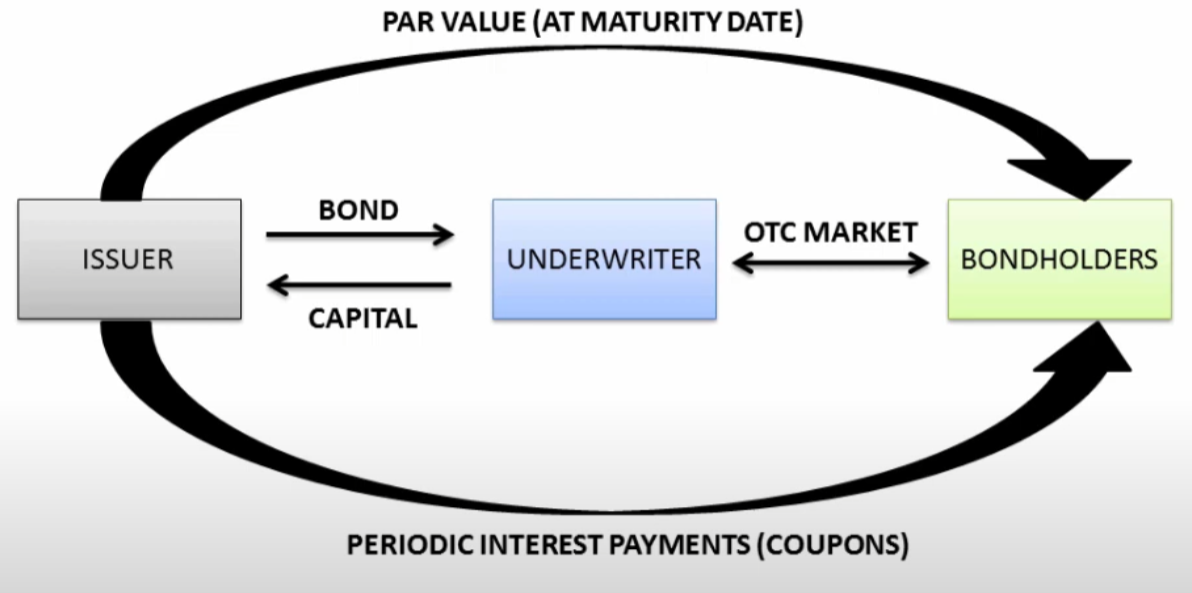 PAR VALUE (AT MATURITY DATE)
BOND
ISSUER
CAPITAL
UNDERWRITER
OTC MARKET
BONDHOLDERS
PERIODIC INTEREST PAYMENTS (COUPONS)